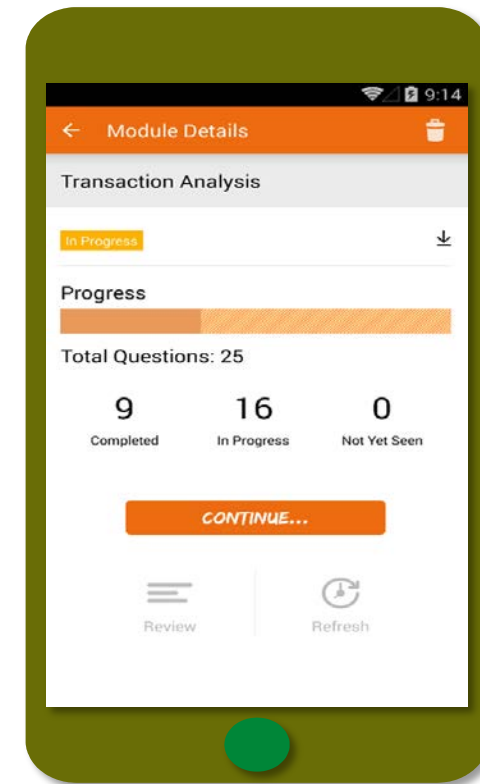 9:14
Module Details
Transaction Analysis
In Progress
Progress
Total Questions: 25
9 16 0
Completed In Progress Not Yet Seen
CONTINUE...
Review Refresh